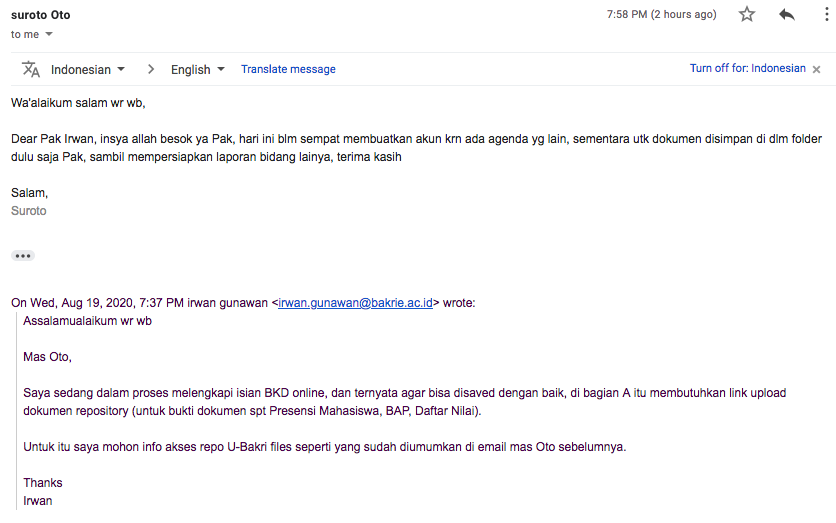 suroto Oto
7:58 PM (2 hours ago)
to me
Indonesian
English
Translate message
Turn off for: Indonesian
Wa'alaikum salam wr wb,
Dear Pak Irwan, insya allah besok ya Pak, hari ini blm sempat membuatkan akun krn ada agenda yg lain, sementara utk dokumen disimpan di dlm folder
dulu saja Pak, sambil mempersiapkan laporan bidang lainya, terima kasih
Salam,
Suroto
On Wed, Aug 19, 2020, 7:37 PM irwan gunawan <irwan.gunawan@bakrie.ac.id> wrote:
Assalamualaikum wr wb
Mas Oto,
Saya sedang dalam proses melengkapi isian BKD online, dan ternyata agar bisa disaved dengan baik, di bagian A itu membutuhkan link upload
dokumen repository (untuk bukti dokumen spt Presensi Mahasiswa, BAP, Daftar Nilai).
Untuk itu saya mohon info akses repo U-Bakri files seperti yang sudah diumumkan di email mas Oto sebelumnya.
Thanks
Irwan